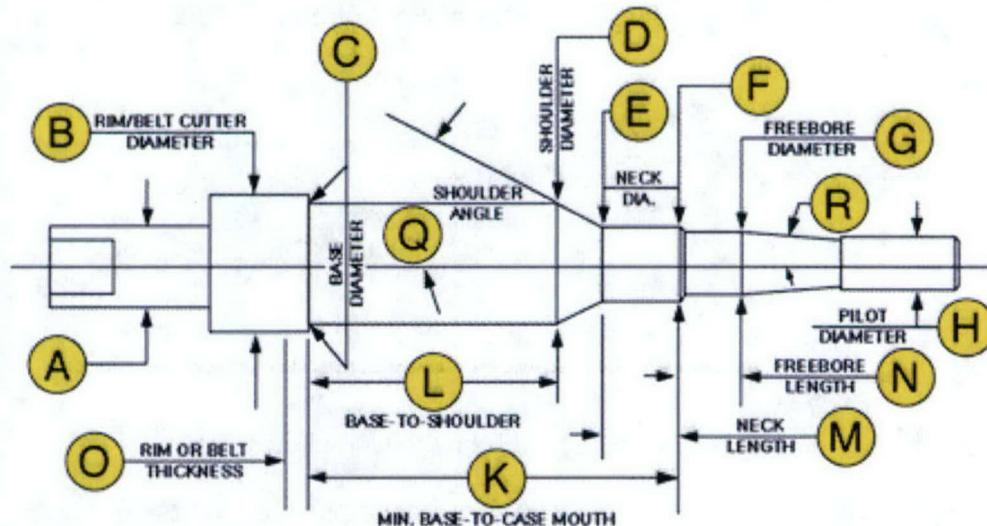 C
D
B
RIM/BELT CUTTER
DIAMETER
SHOULDER
DIAMETER
E
F
FREEBORE
DIAMETER
G
NECK
DIA.
SHOULDER
ANGLE
R
Q
BASE
DIAMETER
A
PILOT
DIAMETER
H
L
BASE-TO-SHOULDER
FREEBORE
LENGTH
N
O
RIM OR BELT
THICKNESS
NECK
LENGTH
M
K
MIN. BASE-TO-CASE MOUTH